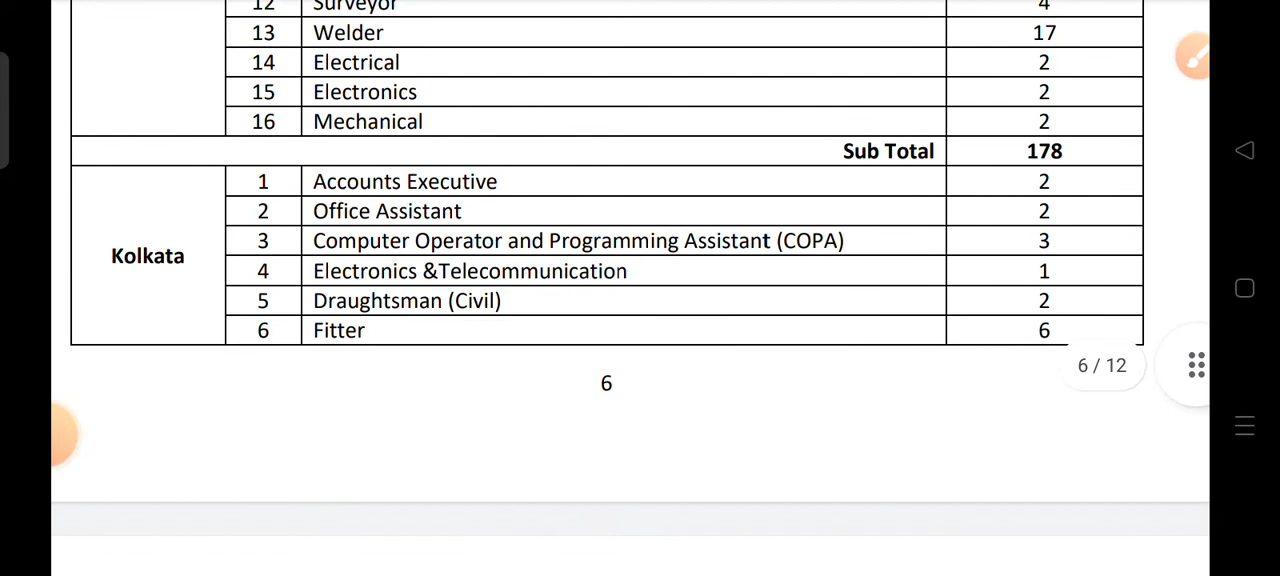 12 Surveyor 4
13 Welder 17
14 Electrical 2
15 Electronics 2
16 Mechanical 2
Sub Total 178
Kolkata
1 Accounts Executive 2
2 Office Assistant 2
3 Computer Operator and Programming Assistant (COPA) 3
4 Electronics &Telecommunication 1
5 Draughtsman (Civil) 2
6 Fitter 6
6 / 12
6